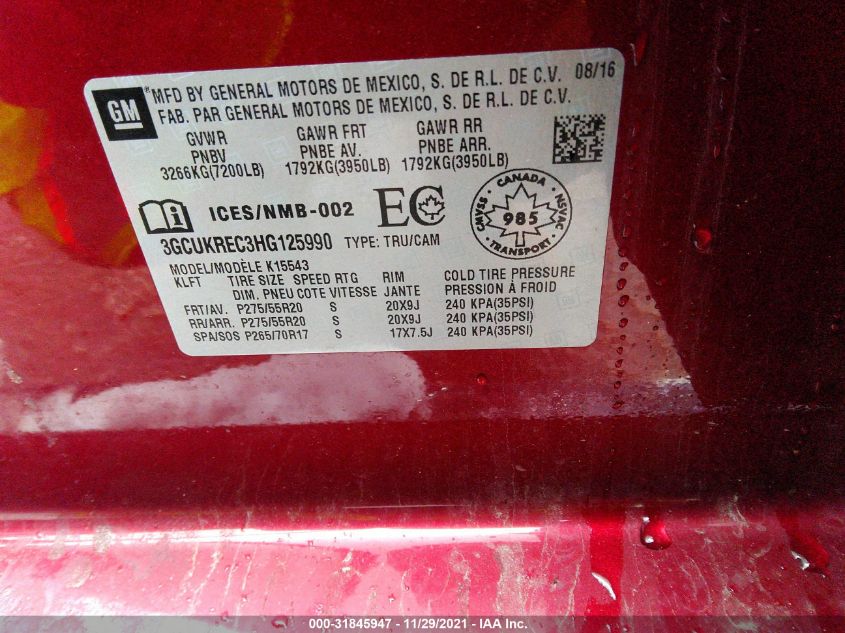 GM
® MFD BY GENERAL MOTORS DE MEXICO, S. DE R.L. DE C.V. 08/16
FAB. PAR GENERAL MOTORS DE MEXICO, S. DE R.L. DE C.V.
GVWR GAWR FRT GAWR RR
PNBV PNBE AV. PNBE ARR.
3266KG(7200LB) 1792KG(3950LB) 1792KG(3950LB)
ICES/NMB-002 EC CANADA CMVSS 985 NSVAC TRANSPORT
3GCUKREC3HG125990 TYPE: TRU/CAM
MODEL/MODÈLE K15543
KLFT TIRE SIZE SPEED RTG RIM COLD TIRE PRESSURE
DIM. PNEU COTE VITESSE JANTE PRESSION À FROID
FRT/AV. P275/55R20 S 20X9J 240 KPA(35PSI)
RR/ARR. P275/55R20 S 20X9J 240 KPA(35PSI)
SPA/SOS P265/70R17 S 17X7.5J 240 KPA(35PSI)
000-31845947 - 11/29/2021 - IAA Inc.